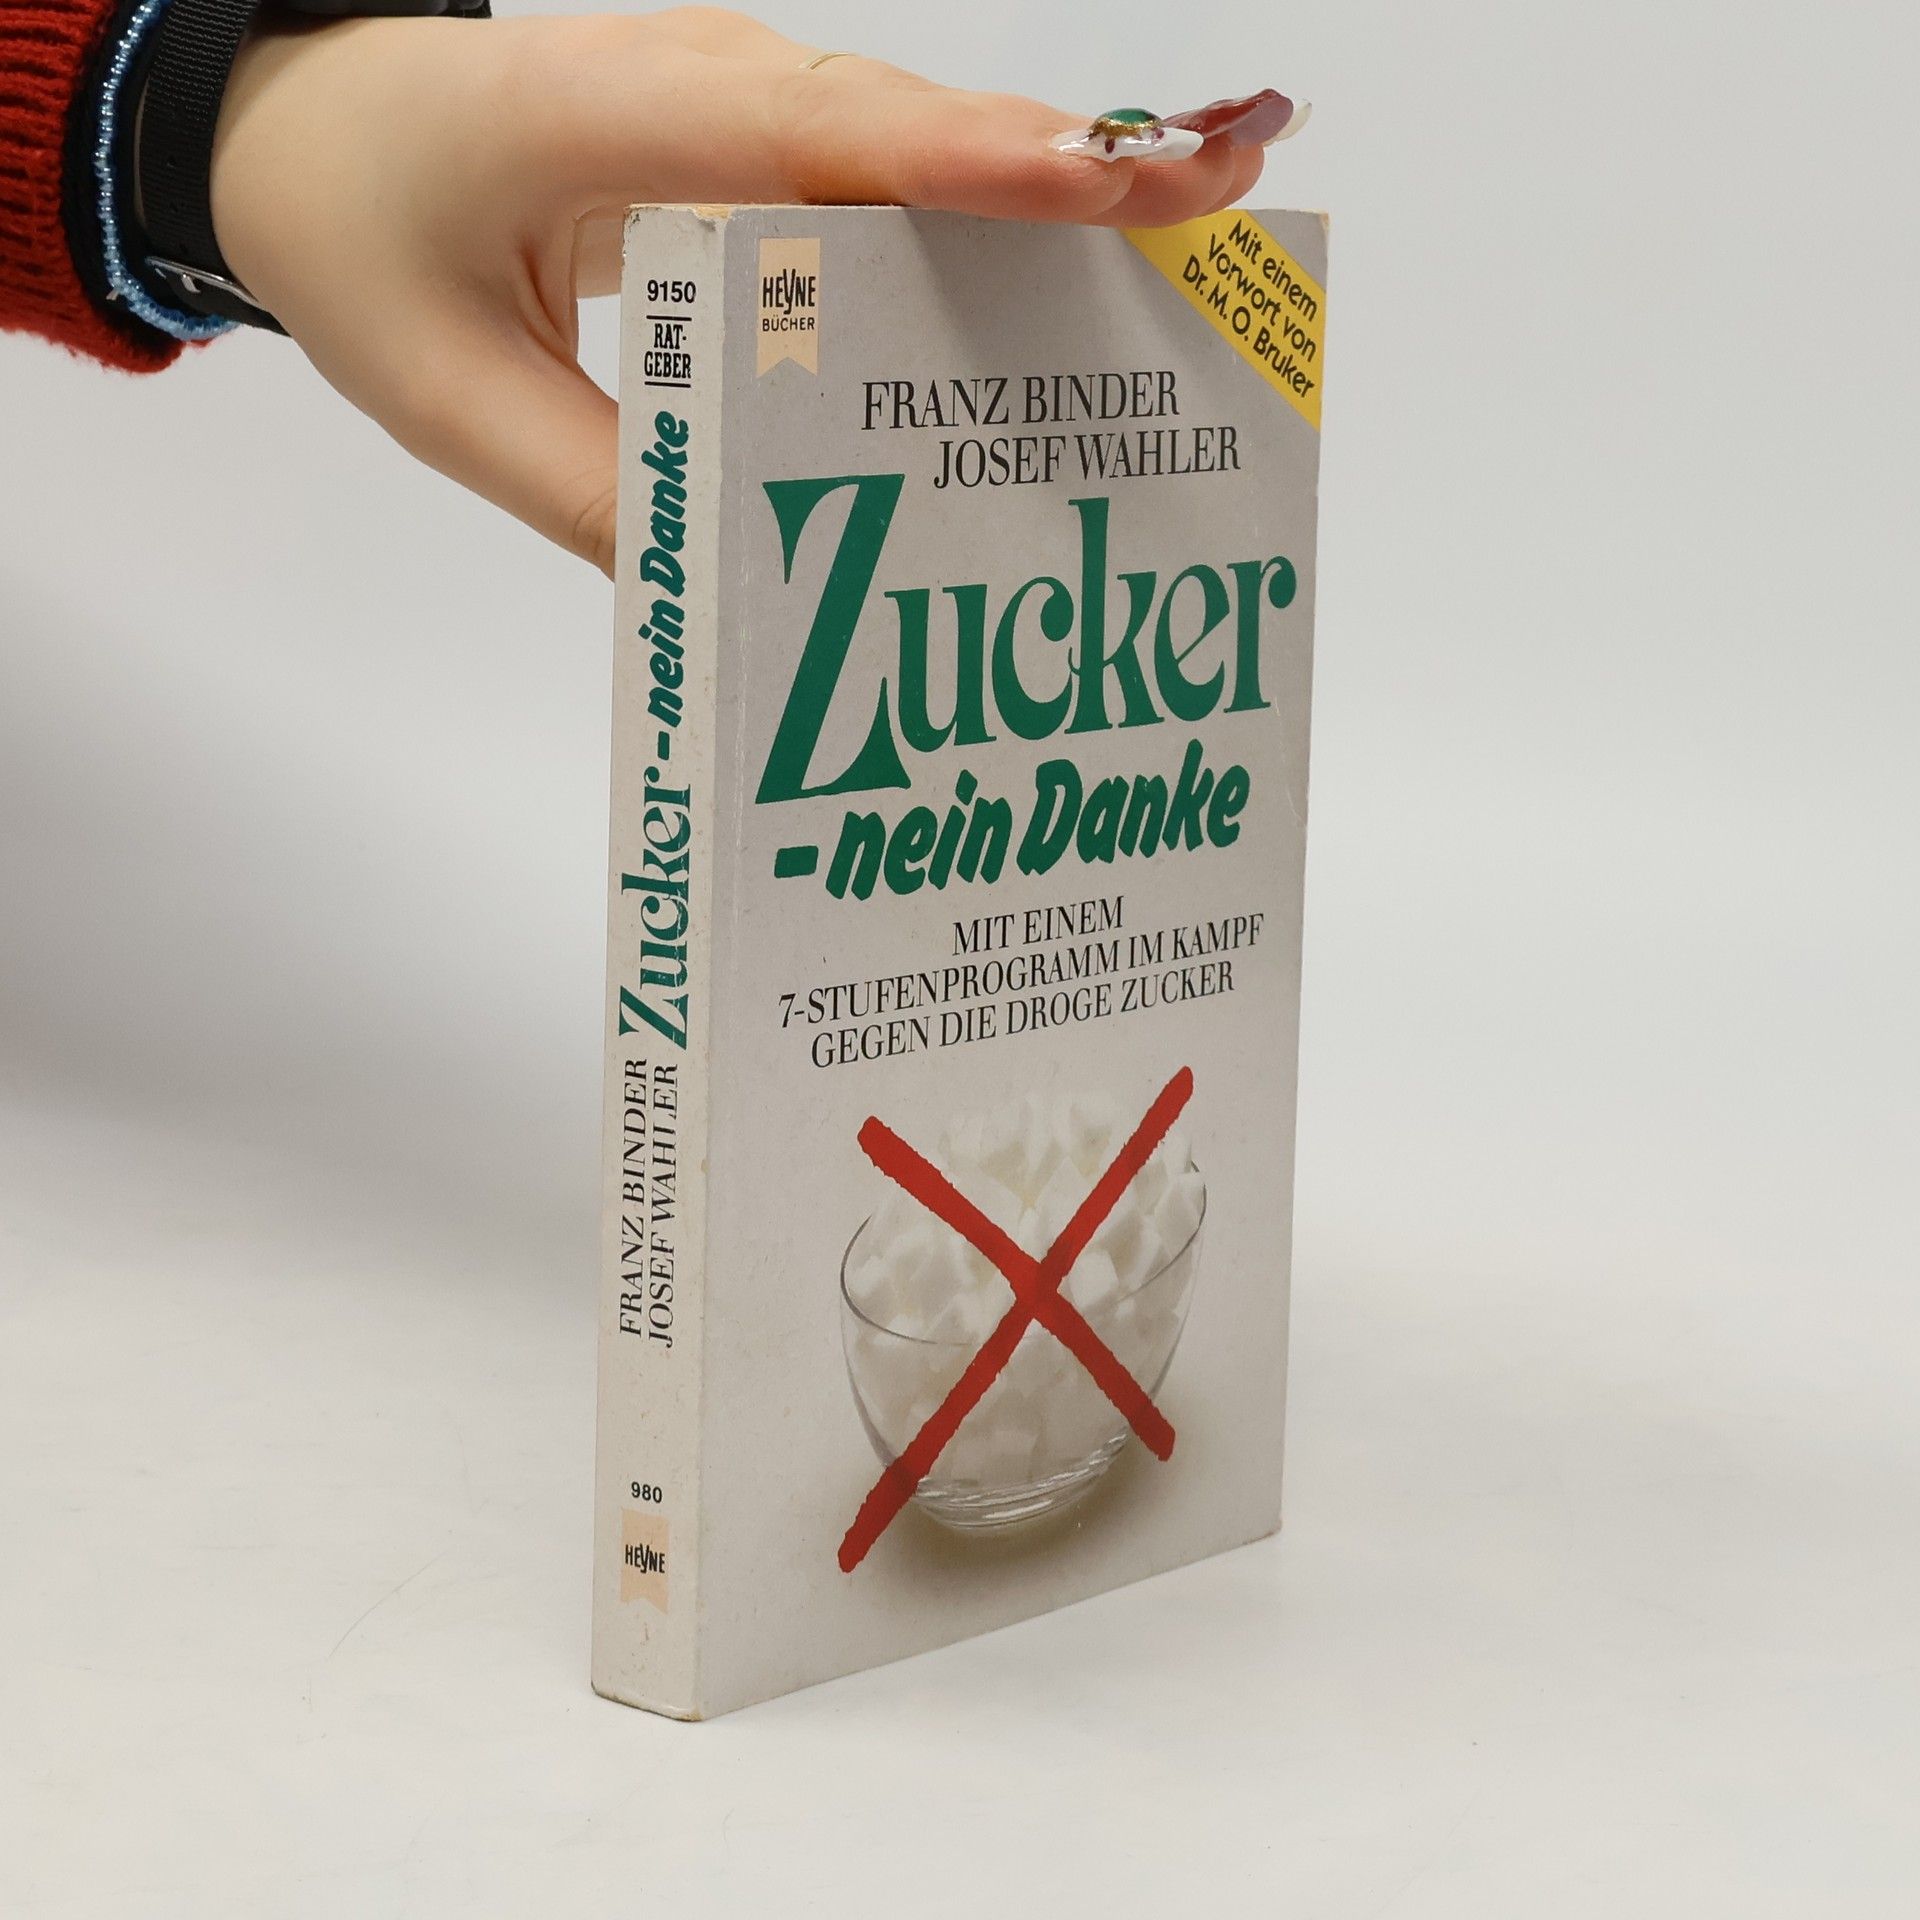 9150
RAT-
GEBER
Zucker - nein Danke
FRANZ BINDER
JOSEF WAHLER
980
HEYNE
HEYNE
BÜCHER
Mit einem
Vorwort von
Dr. M. O. Bruker
FRANZ BINDER
JOSEF WAHLER
Zucker
- nein Danke
MIT EINEM
7-STUFENPROGRAMM IM KAMPF
GEGEN DIE DROGE ZUCKER